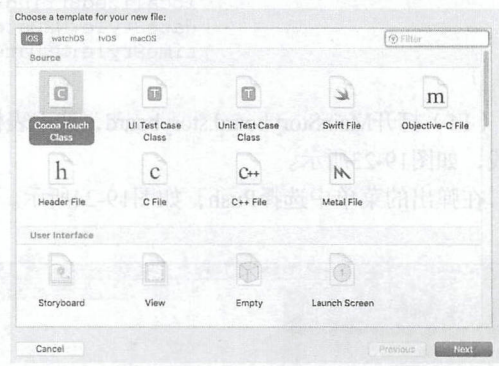 Choose a template for your new file:
iOS watchOS tvOS macOS
Filter
Source
C
T
T
m
Cocoa Touch
Class
UI Test Case
Class
Unit Test Case
Class
Swift File
Objective-C File
h
C
C++
Header File
C File
C++ File
Metal File
User Interface
Storyboard
View
Empty
Launch Screen
Cancel
Previous
Next